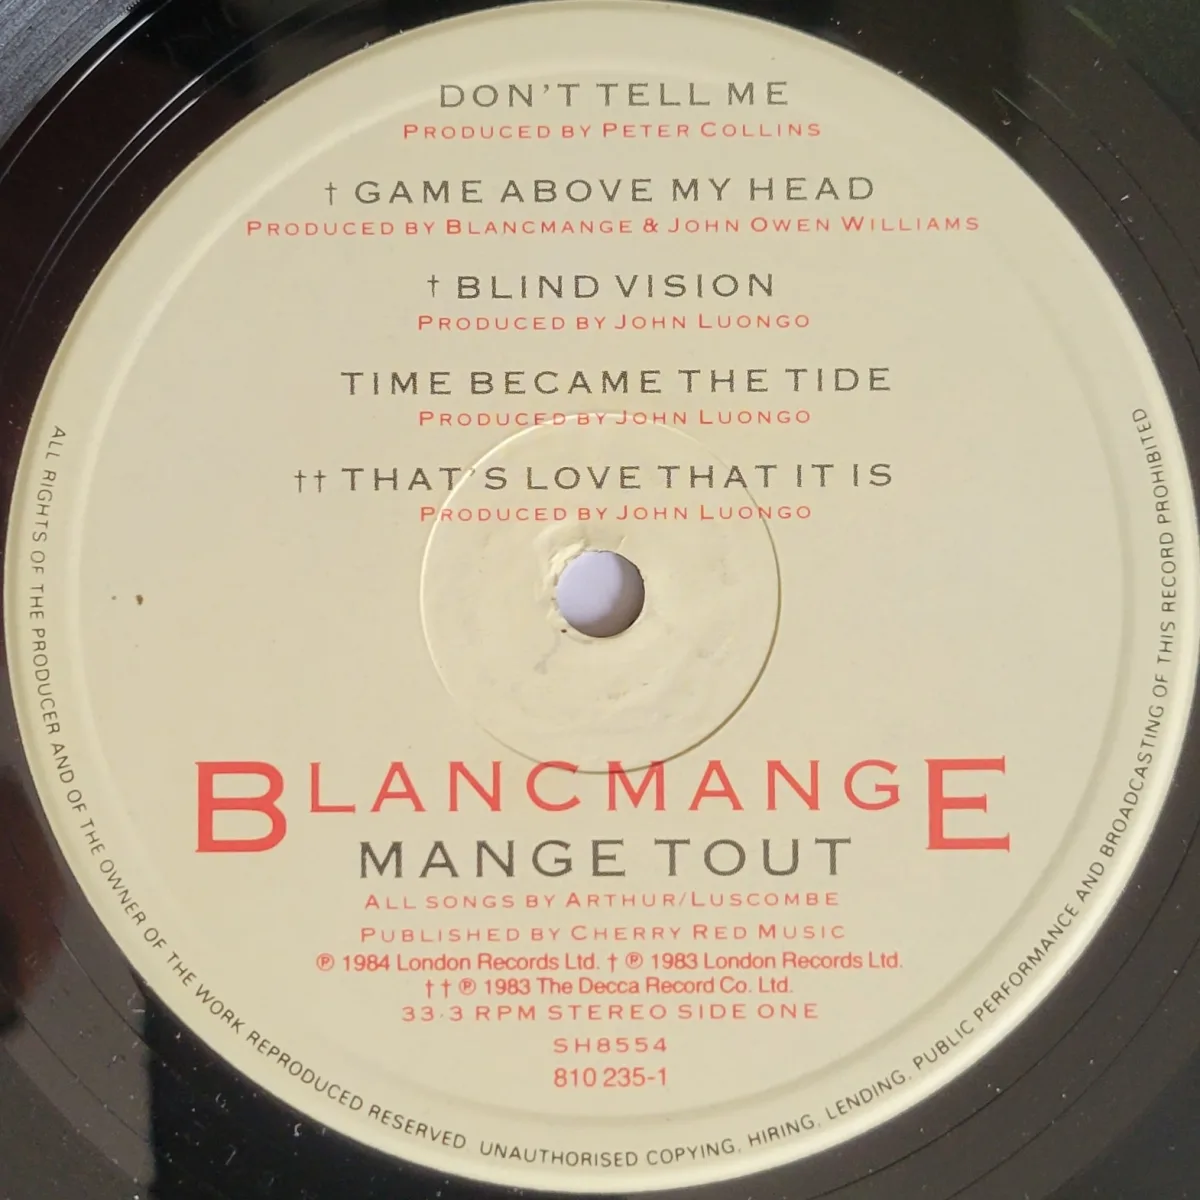 DON'T TELL ME
PRODUCED BY PETER COLLINS
† GAME ABOVE MY HEAD
PRODUCED BY BLANCMANGE & JOHN OWEN WILLIAMS
† BLIND VISION
PRODUCED BY JOHN LUONGO
TIME BECAME THE TIDE
PRODUCED BY JOHN LUONGO
†† THAT'S LOVE THAT IT IS
PRODUCED BY JOHN LUONGO
BLANCMANGE
MANGE TOUT
ALL SONGS BY ARTHUR/LUSCOMBE
PUBLISHED BY CHERRY RED MUSIC
℗ 1984 London Records Ltd. † ℗ 1983 London Records Ltd.
†† ℗ 1983 The Decca Record Co. Ltd.
33·3 RPM STEREO SIDE ONE
SH8554
810 235-1
ALL RIGHTS OF THE PRODUCER AND OF THE OWNER OF THE WORK REPRODUCED RESERVED. UNAUTHORISED COPYING, HIRING, LENDING, PUBLIC PERFORMANCE AND BROADCASTING OF THIS RECORD PROHIBITED